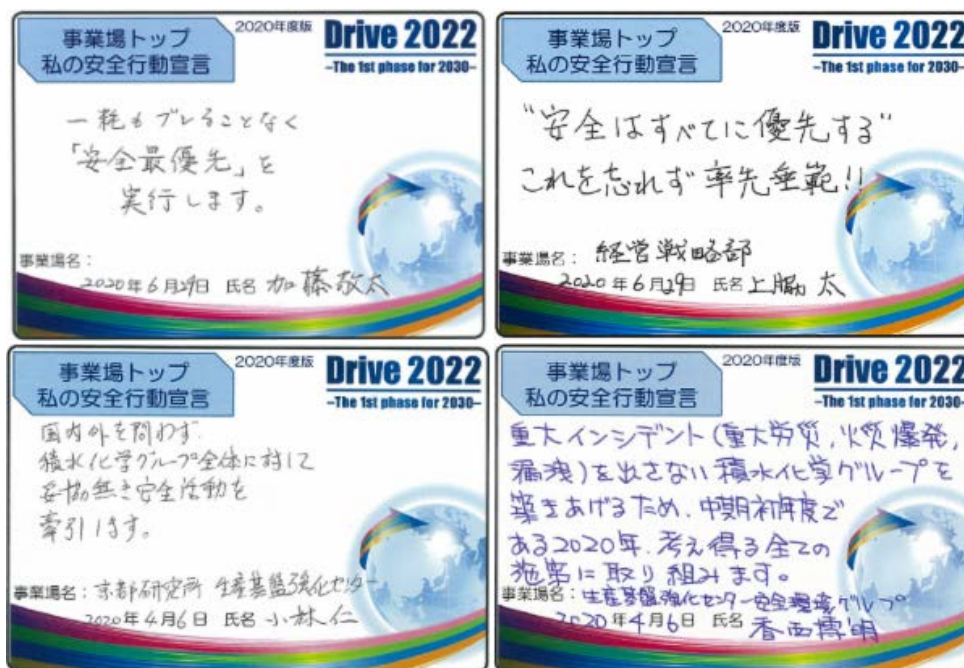 事業場トップ
私の安全行動宣言
2020年度版
Drive 2022
–The 1st phase for 2030–
一耗もブレることなく
「安全最優先」を
実行します。
事業場名：
2020年6月29日 氏名 加藤敬太
事業場トップ
私の安全行動宣言
2020年度版
Drive 2022
–The 1st phase for 2030–
"安全はすべてに優先する"
これを忘れず率先垂範!!
事業場名： 経営戦略部
2020年6月29日 氏名 上脇 太
事業場トップ
私の安全行動宣言
2020年度版
Drive 2022
–The 1st phase for 2030–
国内外を問わず
積水化学グループ全体に対して
妥協無き安全活動を
牽引します。
事業場名：京都研究所 生産基盤強化センター
2020年4月6日 氏名 小林 仁
事業場トップ
私の安全行動宣言
2020年度版
Drive 2022
–The 1st phase for 2030–
重大インシデント(重大労災,火災爆発,
漏洩)を出さない積水化学グループを
築きあげるため、中期初年度で
ある2020年、考え得る全ての
施策に取り組みます。
事業場名：生産基盤強化センター安全環境グループ
2020年4月6日 氏名 香西博明